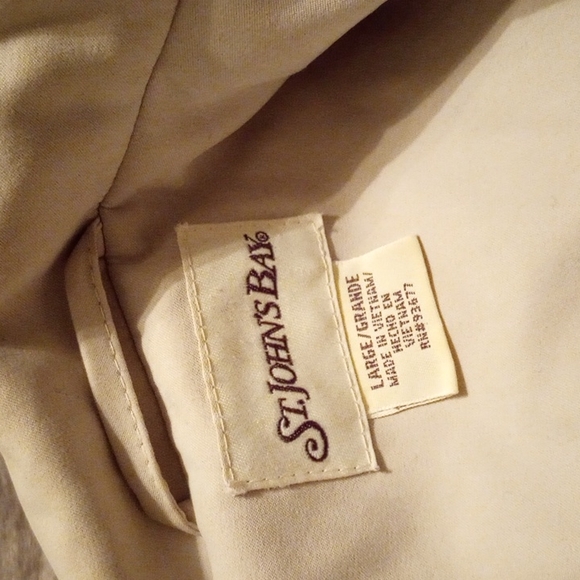 ST. JOHN'S BAY®
LARGE/GRANDE
MADE IN VIETNAM/
HECHO EN
VIETNAM
RN#93677